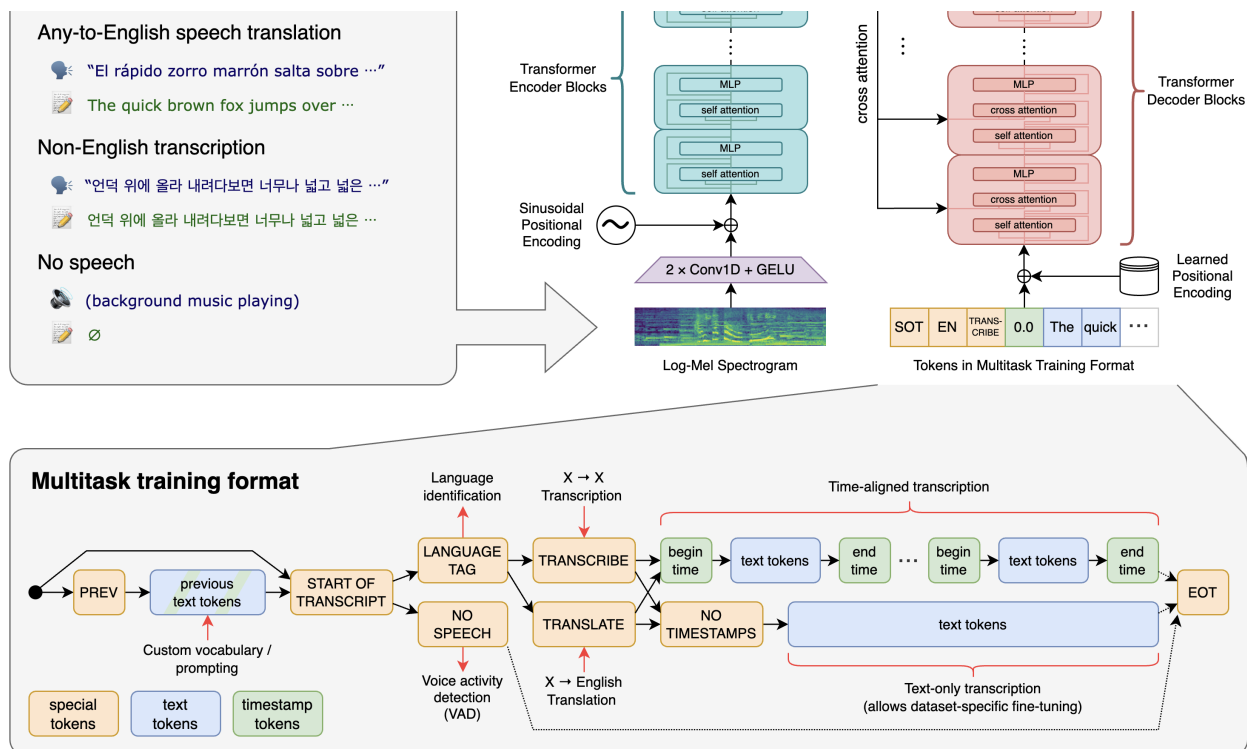 Any-to-English speech translation
“El rápido zorro marrón salta sobre ⋯”
The quick brown fox jumps over ⋯
Non-English transcription
“언덕 위에 올라 내려다보면 너무나 넓고 넓은 ⋯”
언덕 위에 올라 내려다보면 너무나 넓고 넓은 ⋯
No speech
(background music playing)
∅
self attention
⋮
Transformer
Encoder Blocks
MLP
self attention
MLP
self attention
Sinusoidal
Positional
Encoding
2 × Conv1D + GELU
Log-Mel Spectrogram
cross attention
⋮
self attention
⋮
Transformer
Decoder Blocks
MLP
cross attention
self attention
MLP
cross attention
self attention
Learned
Positional
Encoding
SOT
EN
TRANS-
CRIBE
0.0
The
quick
⋯
Tokens in Multitask Training Format
Multitask training format
Language
identification
X → X
Transcription
Time-aligned transcription
PREV
previous
text tokens
START OF
TRANSCRIPT
LANGUAGE
TAG
TRANSCRIBE
begin
time
text tokens
end
time
⋯
begin
time
text tokens
end
time
EOT
NO
SPEECH
TRANSLATE
NO
TIMESTAMPS
text tokens
Custom vocabulary /
prompting
Voice activity
detection
(VAD)
X → English
Translation
Text-only transcription
(allows dataset-specific fine-tuning)
special
tokens
text
tokens
timestamp
tokens